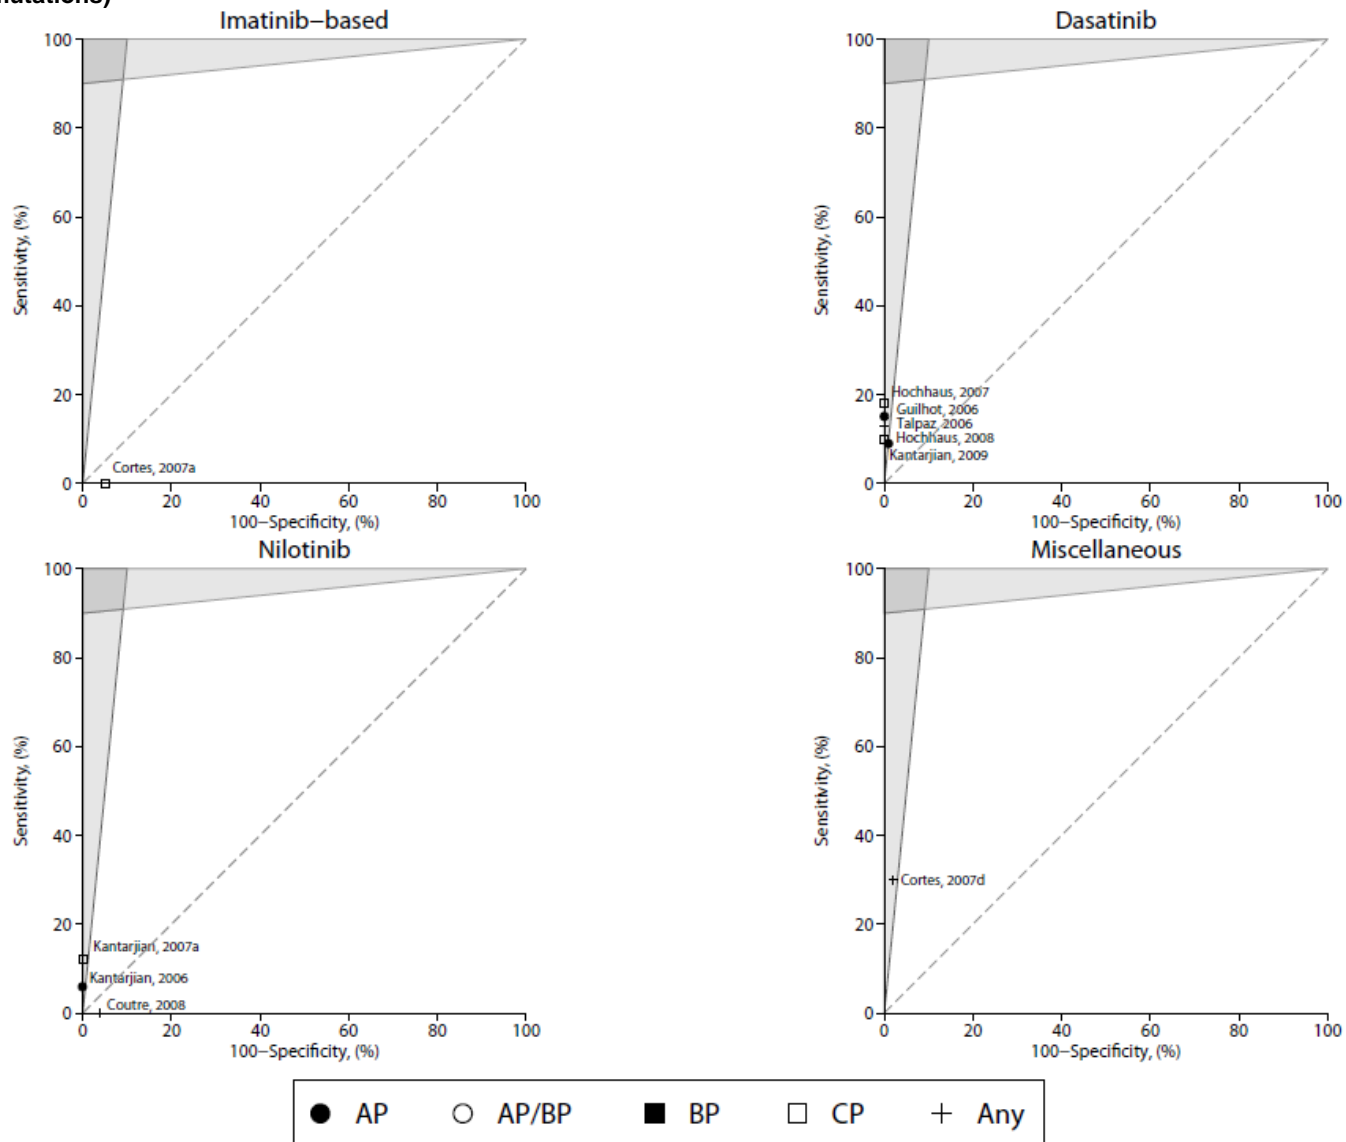 nutations)
Imatinib−based
100
80
60
40
20
0
Sensitivity, (%)
Cortes, 2007a
0 20 40 60 80 100
100−Specificity, (%)
Dasatinib
100
80
60
40
20
0
Sensitivity, (%)
Hochhaus, 2007
Guilhot, 2006
Talpaz, 2006
Hochhaus, 2008
Kantarjian, 2009
0 20 40 60 80 100
100−Specificity, (%)
Nilotinib
100
80
60
40
20
0
Sensitivity, (%)
Kantarjian, 2007a
Kantarjian, 2006
Coutre, 2008
0 20 40 60 80 100
100−Specificity, (%)
Miscellaneous
100
80
60
40
20
0
Sensitivity, (%)
Cortes, 2007d
0 20 40 60 80 100
100−Specificity, (%)
AP AP/BP BP CP Any